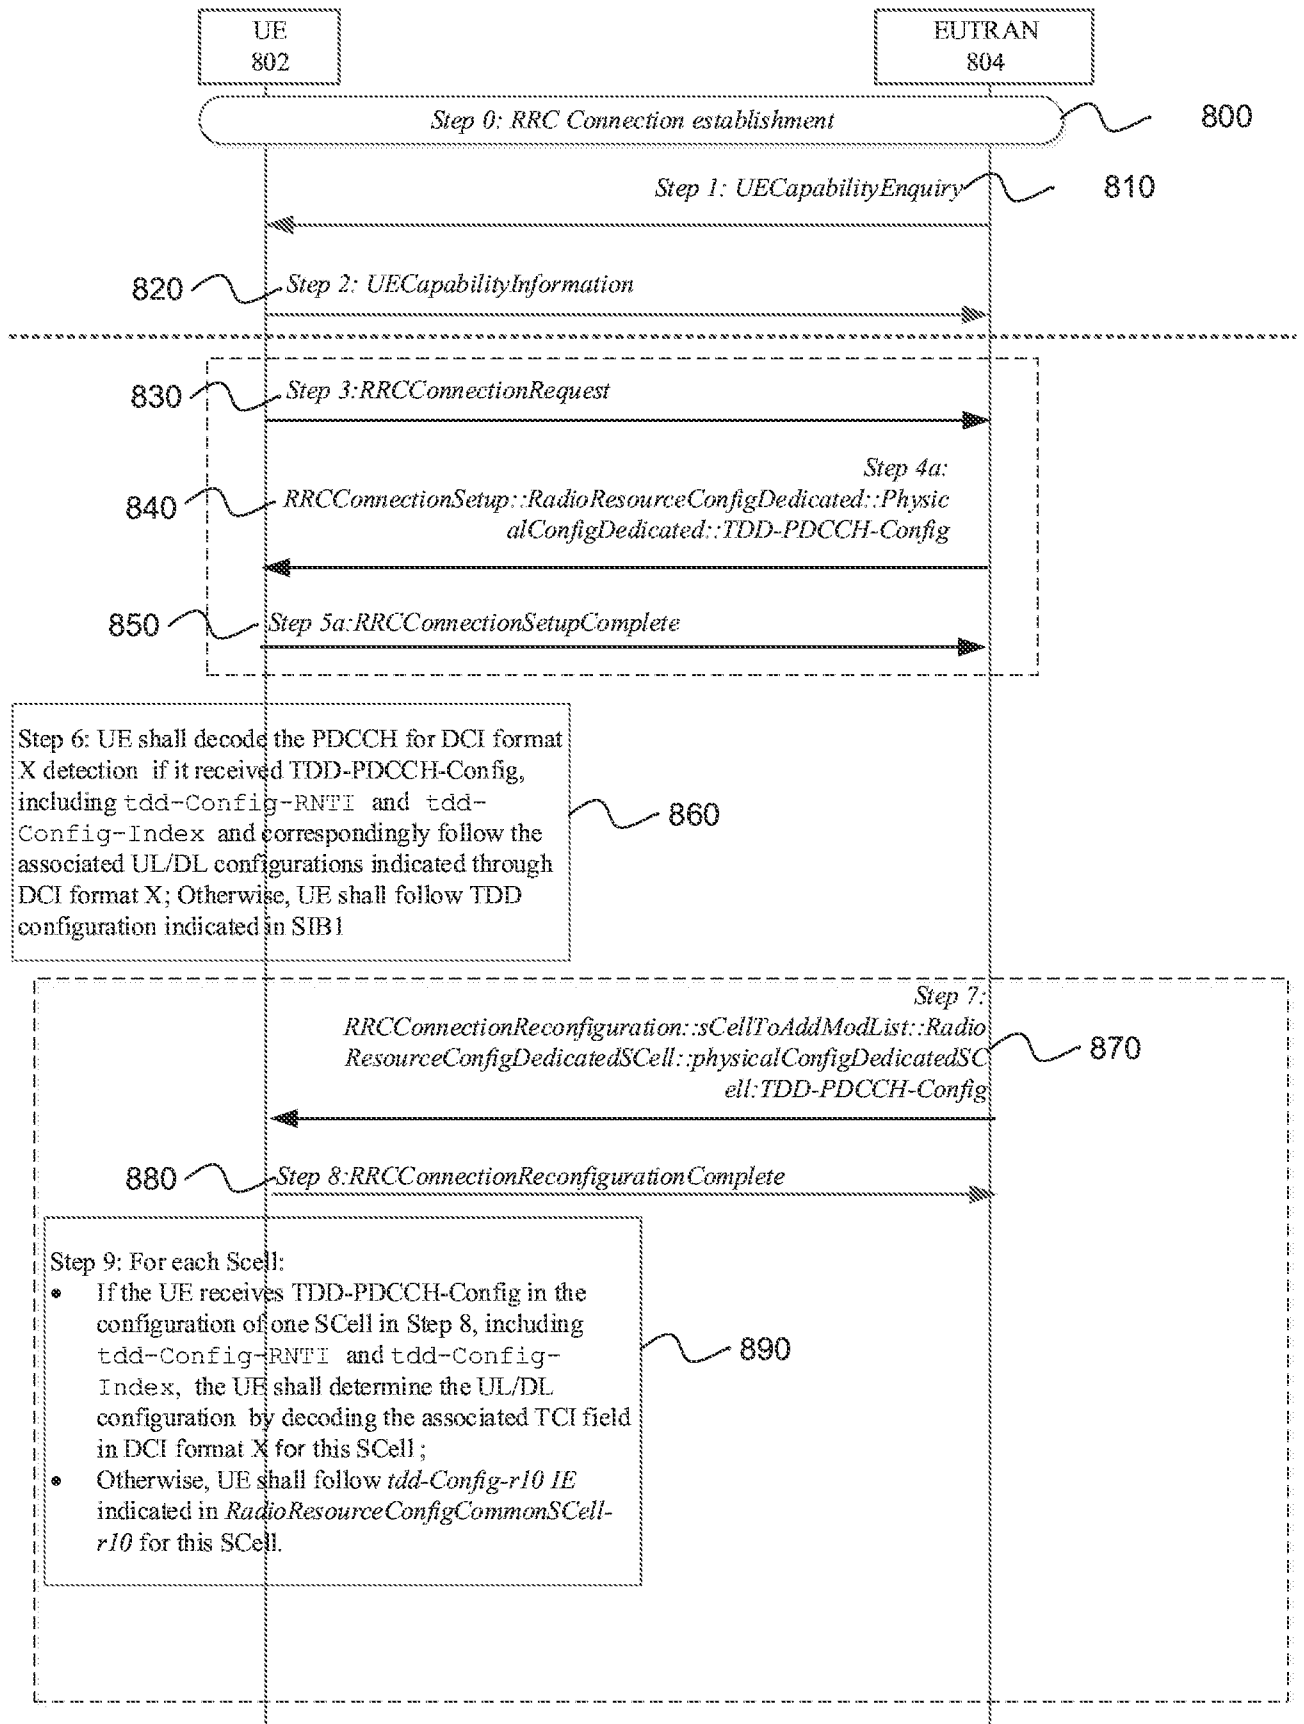 UE
802
EUTRAN
804
Step 0: RRC Connection establishment
800
Step 1: UECapabilityEnquiry
810
820
Step 2: UECapabilityInformation
830
Step 3:RRCConnectionRequest
Step 4a:
840
RRCConnectionSetup::RadioResourceConfigDedicated::Physic
alConfigDedicated::TDD-PDCCH-Config
850
Step 5a:RRCConnectionSetupComplete
Step 6: UE shall decode the PDCCH for DCI format
X detection if it received TDD-PDCCH-Config,
including tdd-Config-RNTI and tdd-
Config-Index and correspondingly follow the
associated UL/DL configurations indicated through
DCI format X; Otherwise, UE shall follow TDD
configuration indicated in SIB1
860
Step 7:
RRCConnectionReconfiguration::sCellToAddModList::Radio
ResourceConfigDedicatedSCell::physicalConfigDedicatedSC
ell:TDD-PDCCH-Config
870
880
Step 8:RRCConnectionReconfigurationComplete
Step 9: For each Scell:
• If the UE receives TDD-PDCCH-Config in the
configuration of one SCell in Step 8, including
tdd-Config-RNTI and tdd-Config-
Index, the UE shall determine the UL/DL
configuration by decoding the associated TCI field
in DCI format X for this SCell;
• Otherwise, UE shall follow tdd-Config-r10 IE
indicated in RadioResourceConfigCommonSCell-
r10 for this SCell.
890